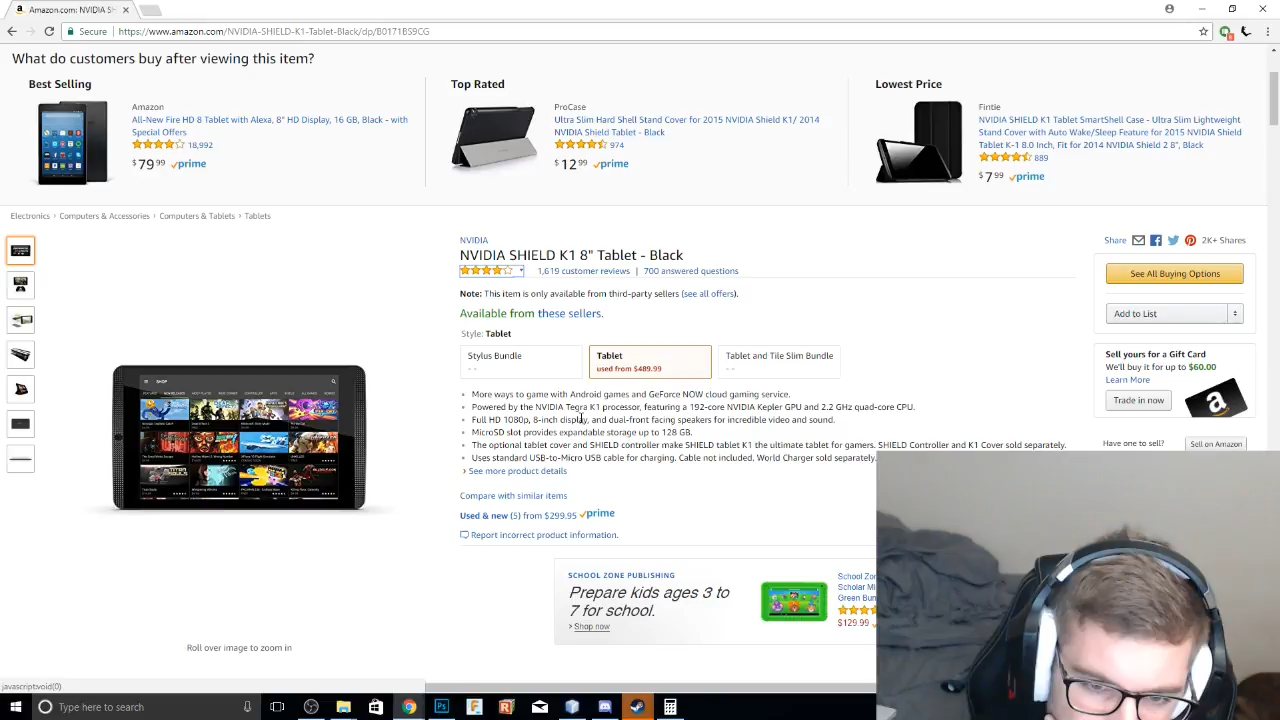 Amazon.com: NVIDIA SH
Secure
https://www.amazon.com/NVIDIA-SHIELD-K1-Tablet-Black/dp/B0171BS9CG
What do customers buy after viewing this item?
Best Selling
Amazon
All-New Fire HD 8 Tablet with Alexa, 8" HD Display, 16 GB, Black - with
Special Offers
18,992
$79 99 prime
Top Rated
ProCase
Ultra Slim Hard Shell Stand Cover for 2015 NVIDIA Shield K1/ 2014
NVIDIA Shield Tablet - Black
974
$12 99 prime
Lowest Price
Fintie
NVIDIA SHIELD K1 Tablet SmartShell Case - Ultra Slim Lightweight
Stand Cover with Auto Wake/Sleep Feature for 2015 NVIDIA Shield
Tablet K-1 8.0 Inch, Fit for 2014 NVIDIA Shield 2 8", Black
889
$7 99 prime
Electronics › Computers & Accessories › Computers & Tablets › Tablets
NVIDIA
NVIDIA SHIELD K1 8" Tablet - Black
1,619 customer reviews | 700 answered questions
Note: This item is only available from third-party sellers (see all offers).
Available from these sellers.
Style: Tablet
Stylus Bundle
- -
Tablet
used from $489.99
Tablet and Tile Slim Bundle
- -
More ways to game with Android games and GeForce NOW cloud gaming service.
Powered by the NVIDIA Tegra K1 processor, featuring a 192-core NVIDIA Kepler GPU and 2.2 GHz quad-core CPU.
Full HD 1080p, 8-inch display, and dual-front facing speakers for incredible video and sound.
MicroSD slot provides expandable storage up to 128 GB.
The optional tablet cover and SHIELD controller make SHIELD tablet K1 the ultimate tablet for games. SHIELD Controller and K1 Cover sold separately.
Uses standard USB-to-Micro USB cable for charging. Cable not included, World Charger sold separately.
› See more product details
Compare with similar items
Used & new (5) from $299.95 prime
Report incorrect product information.
Share
2K+ Shares
See All Buying Options
Add to List
Sell yours for a Gift Card
We'll buy it for up to $60.00
Learn More
Trade in now
Have one to sell?
Sell on Amazon
SHOP
SCHOOL ZONE PUBLISHING
Prepare kids ages 3 to
7 for school.
› Shop now
School Zon
Scholar Mi
Green Bun
$129.99
Roll over image to zoom in
javascript:void(0)
Type here to search